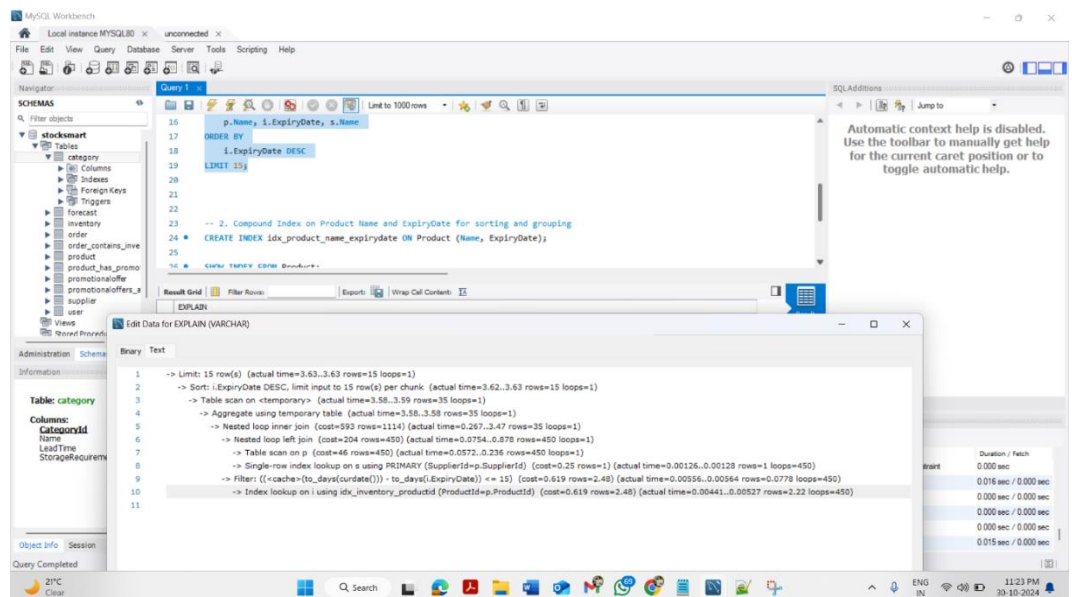 MySQL Workbench
Local instance MYSQL80 × unconnected ×
File Edit View Query Database Server Tools Scripting Help
Navigator
SCHEMAS
Filter objects
stocksmart
Tables
category
Columns
Indexes
Foreign Keys
Triggers
forecast
inventory
order
order_contains_inve
product
product_has_promo
promotionaloffer
promotionaloffers_a
supplier
user
Views
Stored Procedu
Administration Schema
Information
Table: category
Columns:
CategoryId
Name
LeadTime
StorageRequireme
Object Info Session
Query Completed
Query 1 ×
Limit to 1000 rows
16 p.Name, i.ExpiryDate, s.Name
17 ORDER BY
18 i.ExpiryDate DESC
19 LIMIT 15;
20
21
22
23 -- 2. Compound Index on Product Name and ExpiryDate for sorting and grouping
24 CREATE INDEX idx_product_name_expirydate ON Product (Name, ExpiryDate);
25
26 SHOW INDEX FROM Product;
Result Grid Filter Rows: Export: Wrap Cell Content:
EXPLAIN
SQLAdditions
Jump to
Automatic context help is disabled.
Use the toolbar to manually get help
for the current caret position or to
toggle automatic help.
Edit Data for EXPLAIN (VARCHAR)
Binary Text
1 -> Limit: 15 row(s) (actual time=3.63..3.63 rows=15 loops=1)
2 -> Sort: i.ExpiryDate DESC, limit input to 15 row(s) per chunk (actual time=3.62..3.63 rows=15 loops=1)
3 -> Table scan on <temporary> (actual time=3.58..3.59 rows=35 loops=1)
4 -> Aggregate using temporary table (actual time=3.58..3.58 rows=35 loops=1)
5 -> Nested loop inner join (cost=593 rows=1114) (actual time=0.267..3.47 rows=35 loops=1)
6 -> Nested loop left join (cost=204 rows=450) (actual time=0.0754..0.878 rows=450 loops=1)
7 -> Table scan on p (cost=46 rows=450) (actual time=0.0572..0.236 rows=450 loops=1)
8 -> Single-row index lookup on s using PRIMARY (SupplierId=p.SupplierId) (cost=0.25 rows=1) (actual time=0.00126..0.00128 rows=1 loops=450)
9 -> Filter: ((<cache>(to_days(curdate())) - to_days(i.ExpiryDate)) <= 15) (cost=0.619 rows=2.48) (actual time=0.00556..0.00564 rows=0.0778 loops=450)
10 -> Index lookup on i using idx_inventory_productid (ProductId=p.ProductId) (cost=0.619 rows=2.48) (actual time=0.00441..0.00527 rows=2.22 loops=450)
11
Duration / Fetch
traint 0.000 sec
0.016 sec / 0.000 sec
0.000 sec / 0.000 sec
0.000 sec / 0.000 sec
0.000 sec / 0.000 sec
0.015 sec / 0.000 sec
21°C
Clear
Search
ENG
IN
11:23 PM
30-10-2024